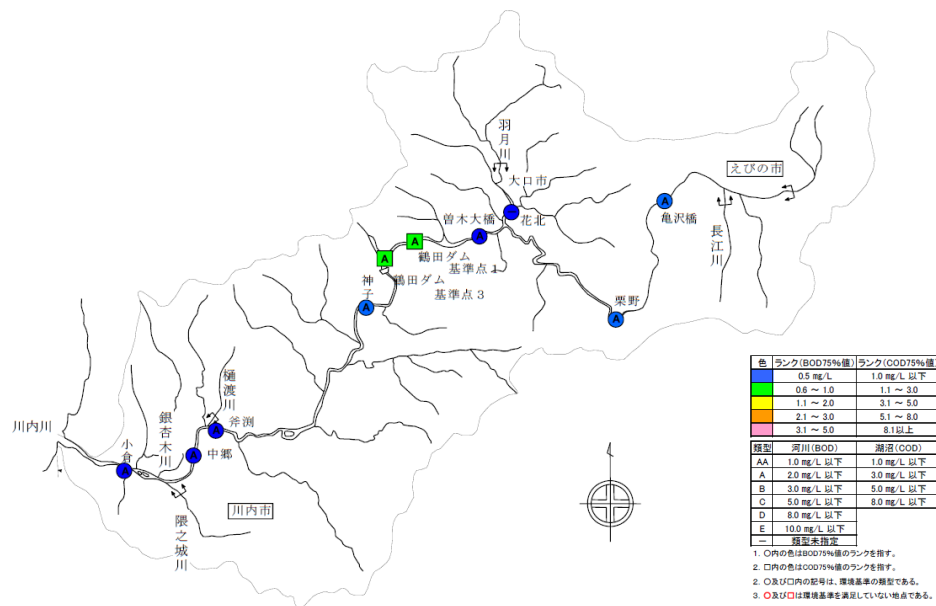 羽月川
大口市
えびの市
曽木大橋
花北
亀沢橋
長江川
鶴田ダム
基準点1
鶴田ダム
基準点3
神子
栗野
樋渡川
斧渕
銀杏木川
川内川
小倉
中郷
川内市
隈之城川
A
A
A
A
A
A
A
A
A
－
色 ランク(BOD75%値) ランク(COD75%値)
0.5 mg/L 1.0 mg/L 以下
0.6 ～ 1.0 1.1 ～ 3.0
1.1 ～ 2.0 3.1 ～ 5.0
2.1 ～ 3.0 5.1 ～ 8.0
3.1 ～ 5.0 8.1以上
類型 河川(BOD) 湖沼(COD)
AA 1.0 mg/L 以下 1.0 mg/L 以下
A 2.0 mg/L 以下 3.0 mg/L 以下
B 3.0 mg/L 以下 5.0 mg/L 以下
C 5.0 mg/L 以下 8.0 mg/L 以下
D 8.0 mg/L 以下
E 10.0 mg/L 以下
－ 類型未指定
1. ○内の色はBOD75%値のランクを指す。
2. □内の色はCOD75%値のランクを指す。
2. ○及び□内の記号は、環境基準の類型である。
3. ○及び□は環境基準を満足していない地点である。